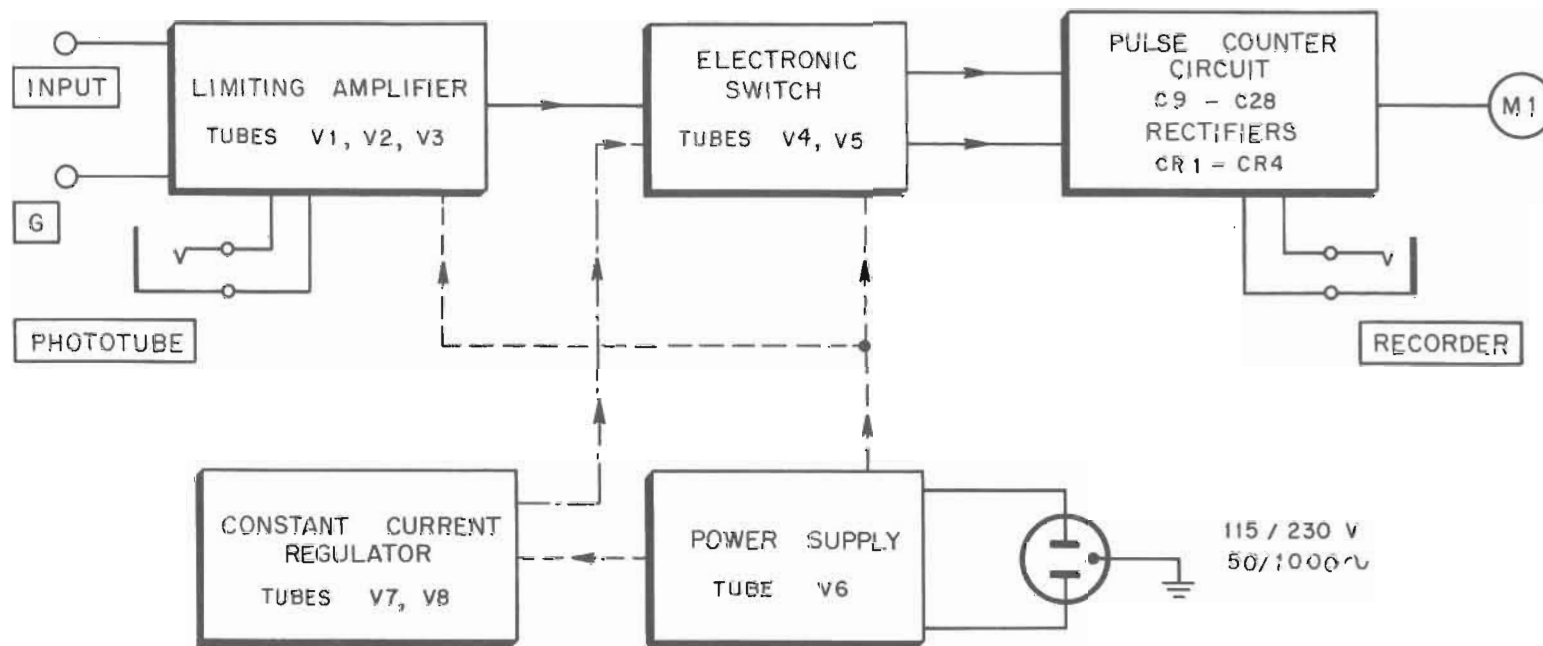 INPUT
G
PHOTOTUBE
LIMITING AMPLIFIER
TUBES V1, V2, V3
ELECTRONIC
SWITCH
TUBES V4, V5
PULSE COUNTER
CIRCUIT
C9 - C28
RECTIFIERS
CR1 - CR4
M1
RECORDER
CONSTANT CURRENT
REGULATOR
TUBES V7, V8
POWER SUPPLY
TUBE V6
115 / 230 V
50/1000~